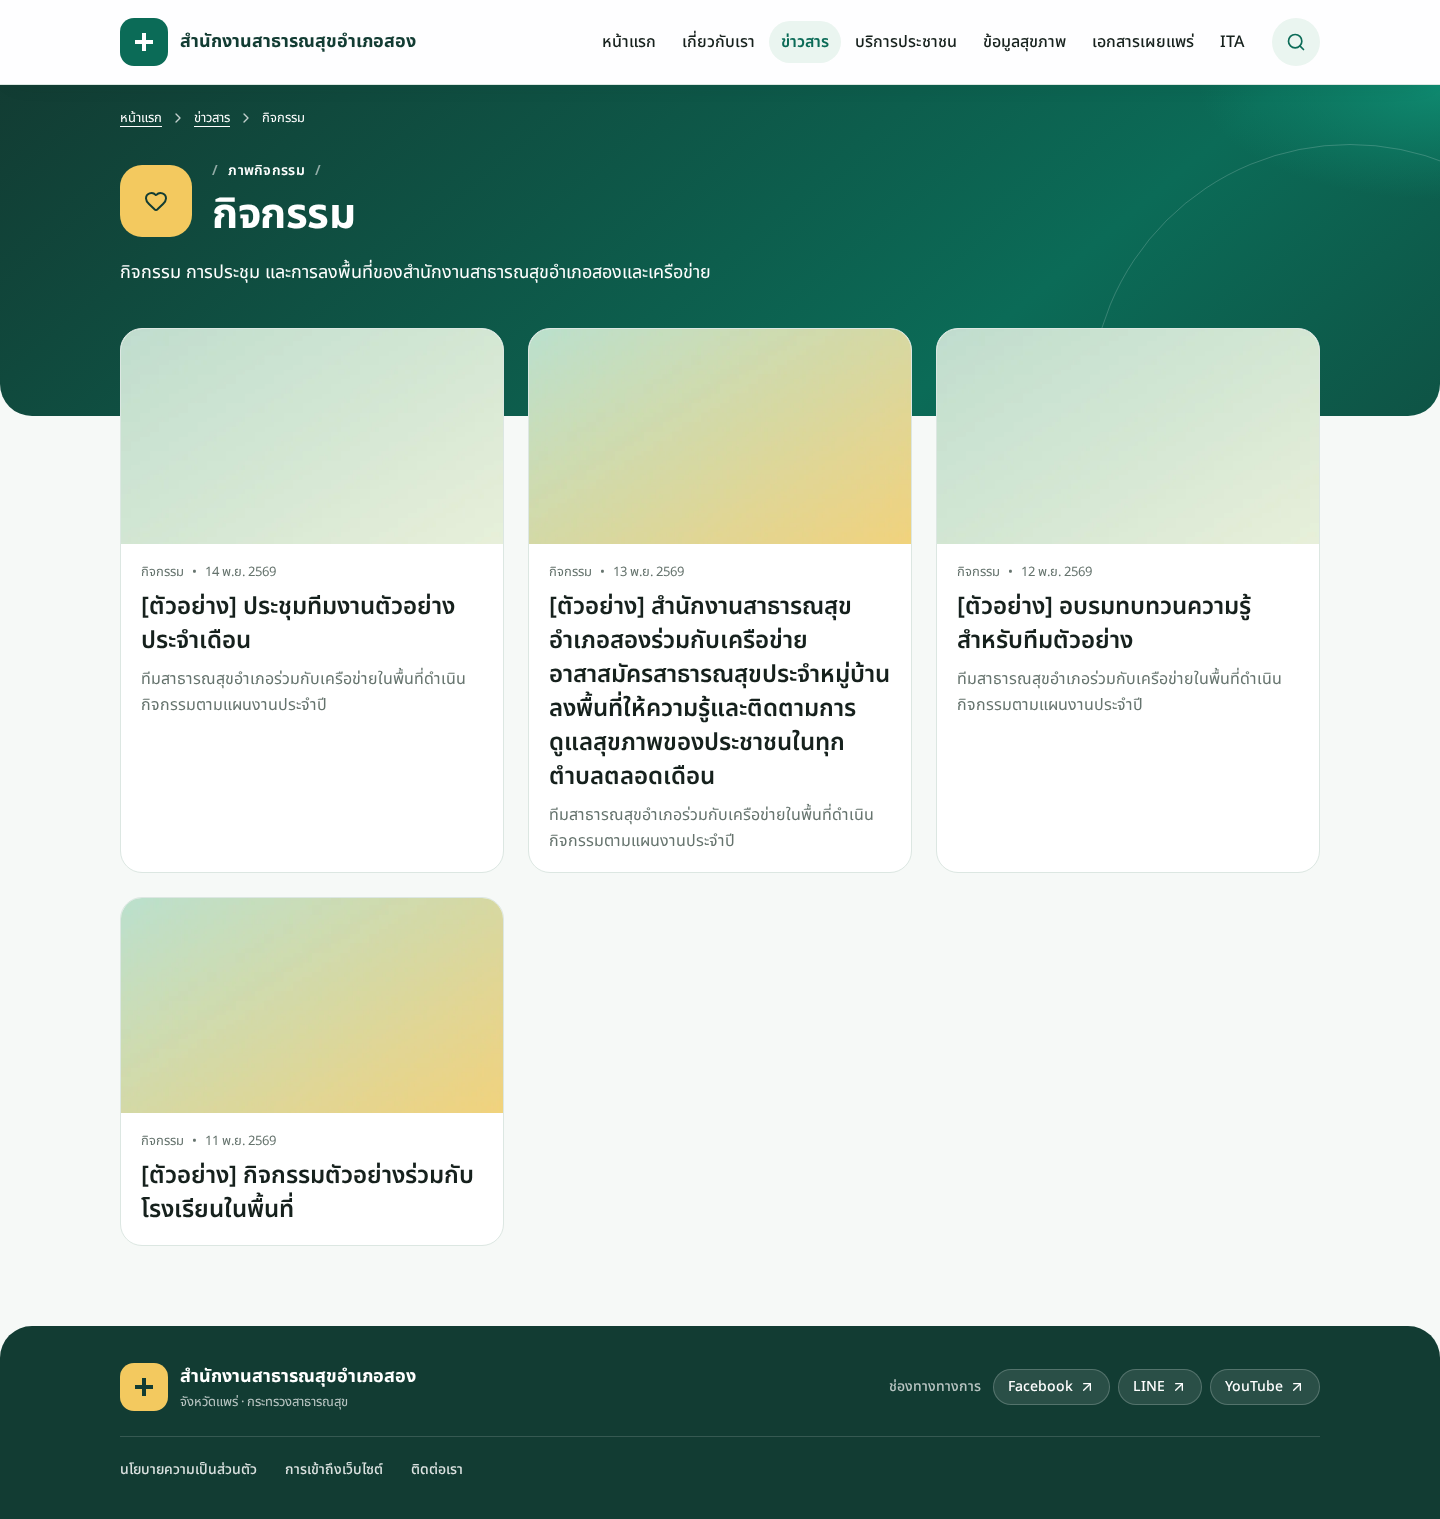 สำนักงานสาธารณสุขอำเภอสอง
หน้าแรก เกี่ยวกับเรา ข่าวสาร บริการประชาชน ข้อมูลสุขภาพ เอกสารเผยแพร่ ITA
หน้าแรก > ข่าวสาร > กิจกรรม
/ ภาพกิจกรรม /
กิจกรรม
กิจกรรม การประชุม และการลงพื้นที่ของสำนักงานสาธารณสุขอำเภอสองและเครือข่าย
กิจกรรม • 14 พ.ย. 2569
[ตัวอย่าง] ประชุมทีมงานตัวอย่าง
ประจำเดือน
ทีมสาธารณสุขอำเภอร่วมกับเครือข่ายในพื้นที่ดำเนิน
กิจกรรมตามแผนงานประจำปี
กิจกรรม • 13 พ.ย. 2569
[ตัวอย่าง] สำนักงานสาธารณสุข
อำเภอสองร่วมกับเครือข่าย
อาสาสมัครสาธารณสุขประจำหมู่บ้าน
ลงพื้นที่ให้ความรู้และติดตามการ
ดูแลสุขภาพของประชาชนในทุก
ตำบลตลอดเดือน
ทีมสาธารณสุขอำเภอร่วมกับเครือข่ายในพื้นที่ดำเนิน
กิจกรรมตามแผนงานประจำปี
กิจกรรม • 12 พ.ย. 2569
[ตัวอย่าง] อบรมทบทวนความรู้
สำหรับทีมตัวอย่าง
ทีมสาธารณสุขอำเภอร่วมกับเครือข่ายในพื้นที่ดำเนิน
กิจกรรมตามแผนงานประจำปี
กิจกรรม • 11 พ.ย. 2569
[ตัวอย่าง] กิจกรรมตัวอย่างร่วมกับ
โรงเรียนในพื้นที่
สำนักงานสาธารณสุขอำเภอสอง
จังหวัดแพร่ · กระทรวงสาธารณสุข
ช่องทางทางการ Facebook LINE YouTube
นโยบายความเป็นส่วนตัว การเข้าถึงเว็บไซต์ ติดต่อเรา